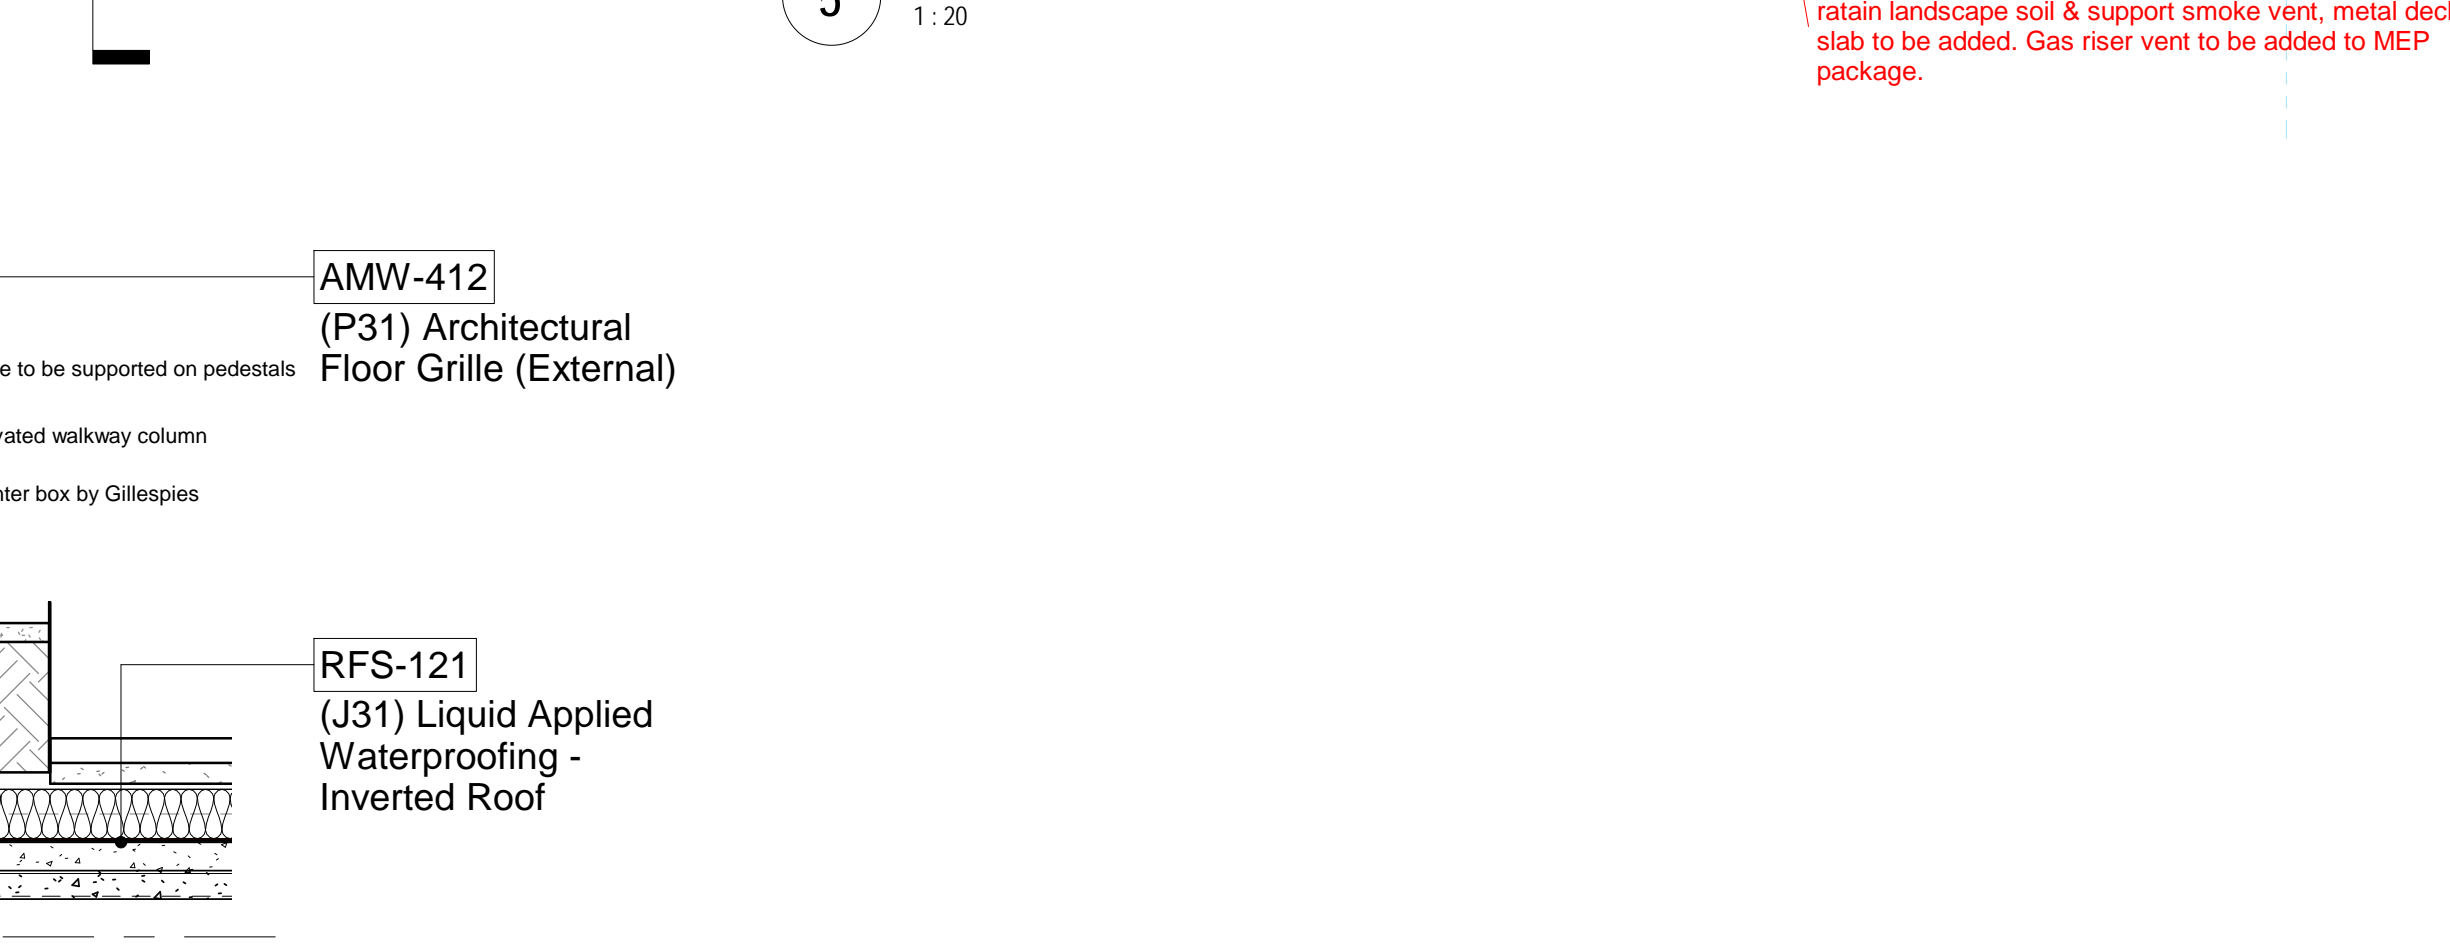 5
1 : 20
ratain landscape soil & support smoke vent, metal deck
slab to be added. Gas riser vent to be added to MEP
package.
AMW-412
(P31) Architectural
Floor Grille (External)
to be supported on pedestals
walkway column
box by Gillespies
RFS-121
(J31) Liquid Applied
Waterproofing -
Inverted Roof